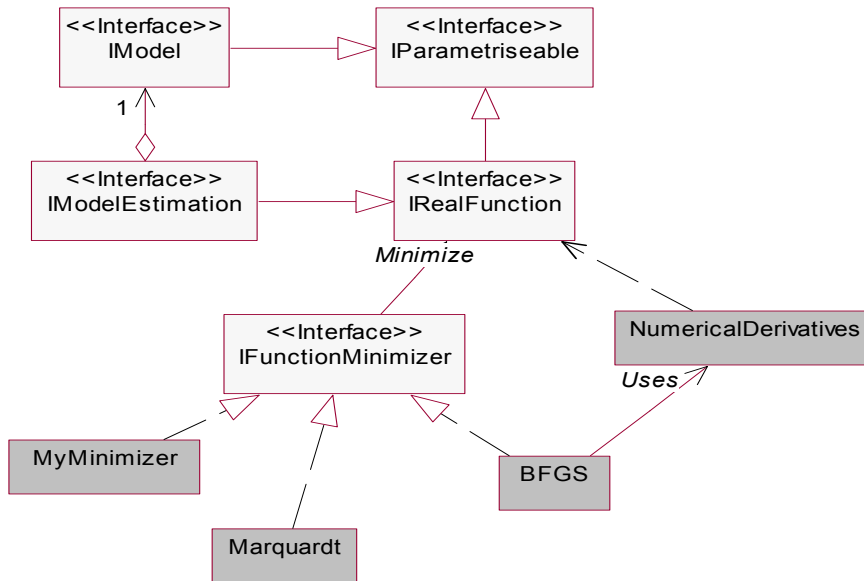 <<Interface>>
IModel
<<Interface>>
IParametriseable
1
<<Interface>>
IModelEstimation
<<Interface>>
IRealFunction
Minimize
<<Interface>>
IFunctionMinimizer
NumericalDerivatives
Uses
MyMinimizer
BFGS
Marquardt